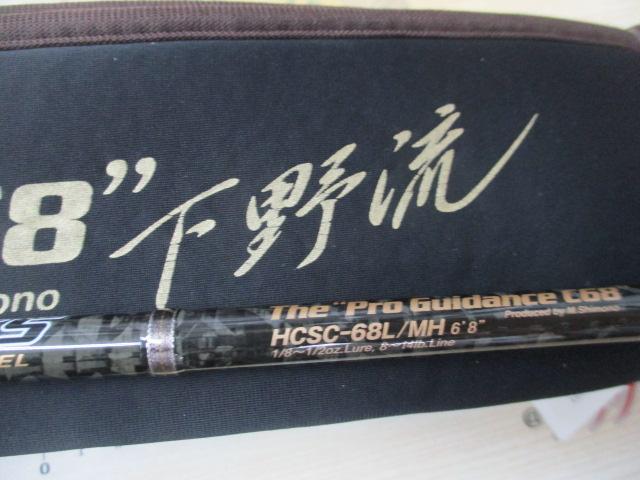 8” 下野流
ono
The "Pro Guidance C68
HCSC-68L/MH 6'8"
Produced by M.Shimono
1/8～1/2oz.Lure, 8～14lb.Line
S
EL